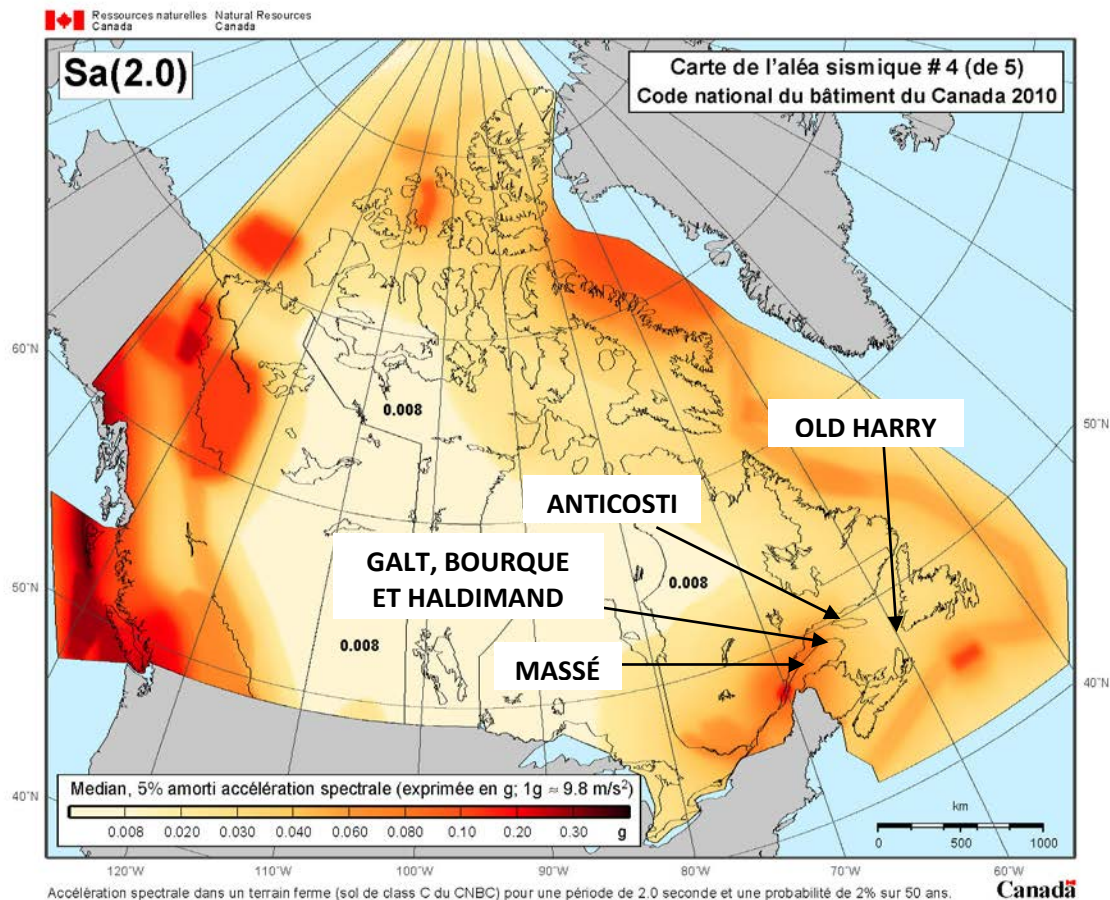 Ressources naturelles Natural Resources
Canada Canada
Sa(2.0)
Carte de l'aléa sismique # 4 (de 5)
Code national du bâtiment du Canada 2010
60°N
50°N
0.008
OLD HARRY
ANTICOSTI
GALT, BOURQUE
ET HALDIMAND
0.008
50°N
0.008
MASSÉ
40°N
Median, 5% amorti accélération spectrale (exprimée en g; 1g ≈ 9.8 m/s²)
0.008 0.020 0.030 0.040 0.060 0.080 0.10 0.20 0.30 g
40°N
km
0 500 1000
120°W 110°W 100°W 90°W 80°W 70°W 60°W
Accélération spectrale dans un terrain ferme (sol de class C du CNBC) pour une période de 2.0 seconde et une probabilité de 2% sur 50 ans.
Canada